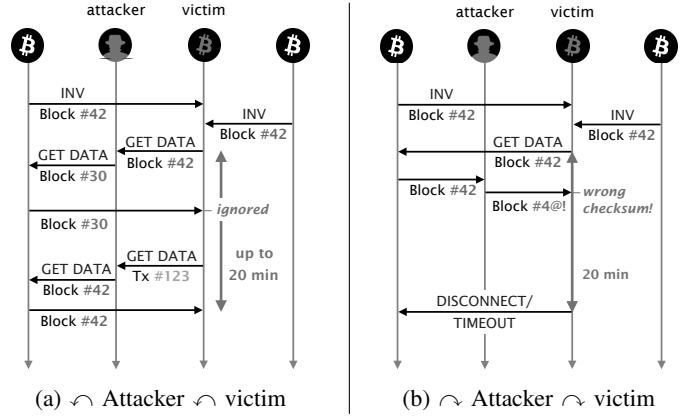 attacker victim
INV
Block #42
INV
Block #42
GET DATA
Block #42
GET DATA
Block #30
ignored
Block #30
up to
20 min
GET DATA
Tx #123
GET DATA
Block #42
Block #42
(a) ↶ Attacker ↶ victim
attacker victim
INV
Block #42
INV
Block #42
GET DATA
Block #42
Block #42
Block #4@!
wrong
checksum!
20 min
DISCONNECT/
TIMEOUT
(b) ↷ Attacker ↷ victim